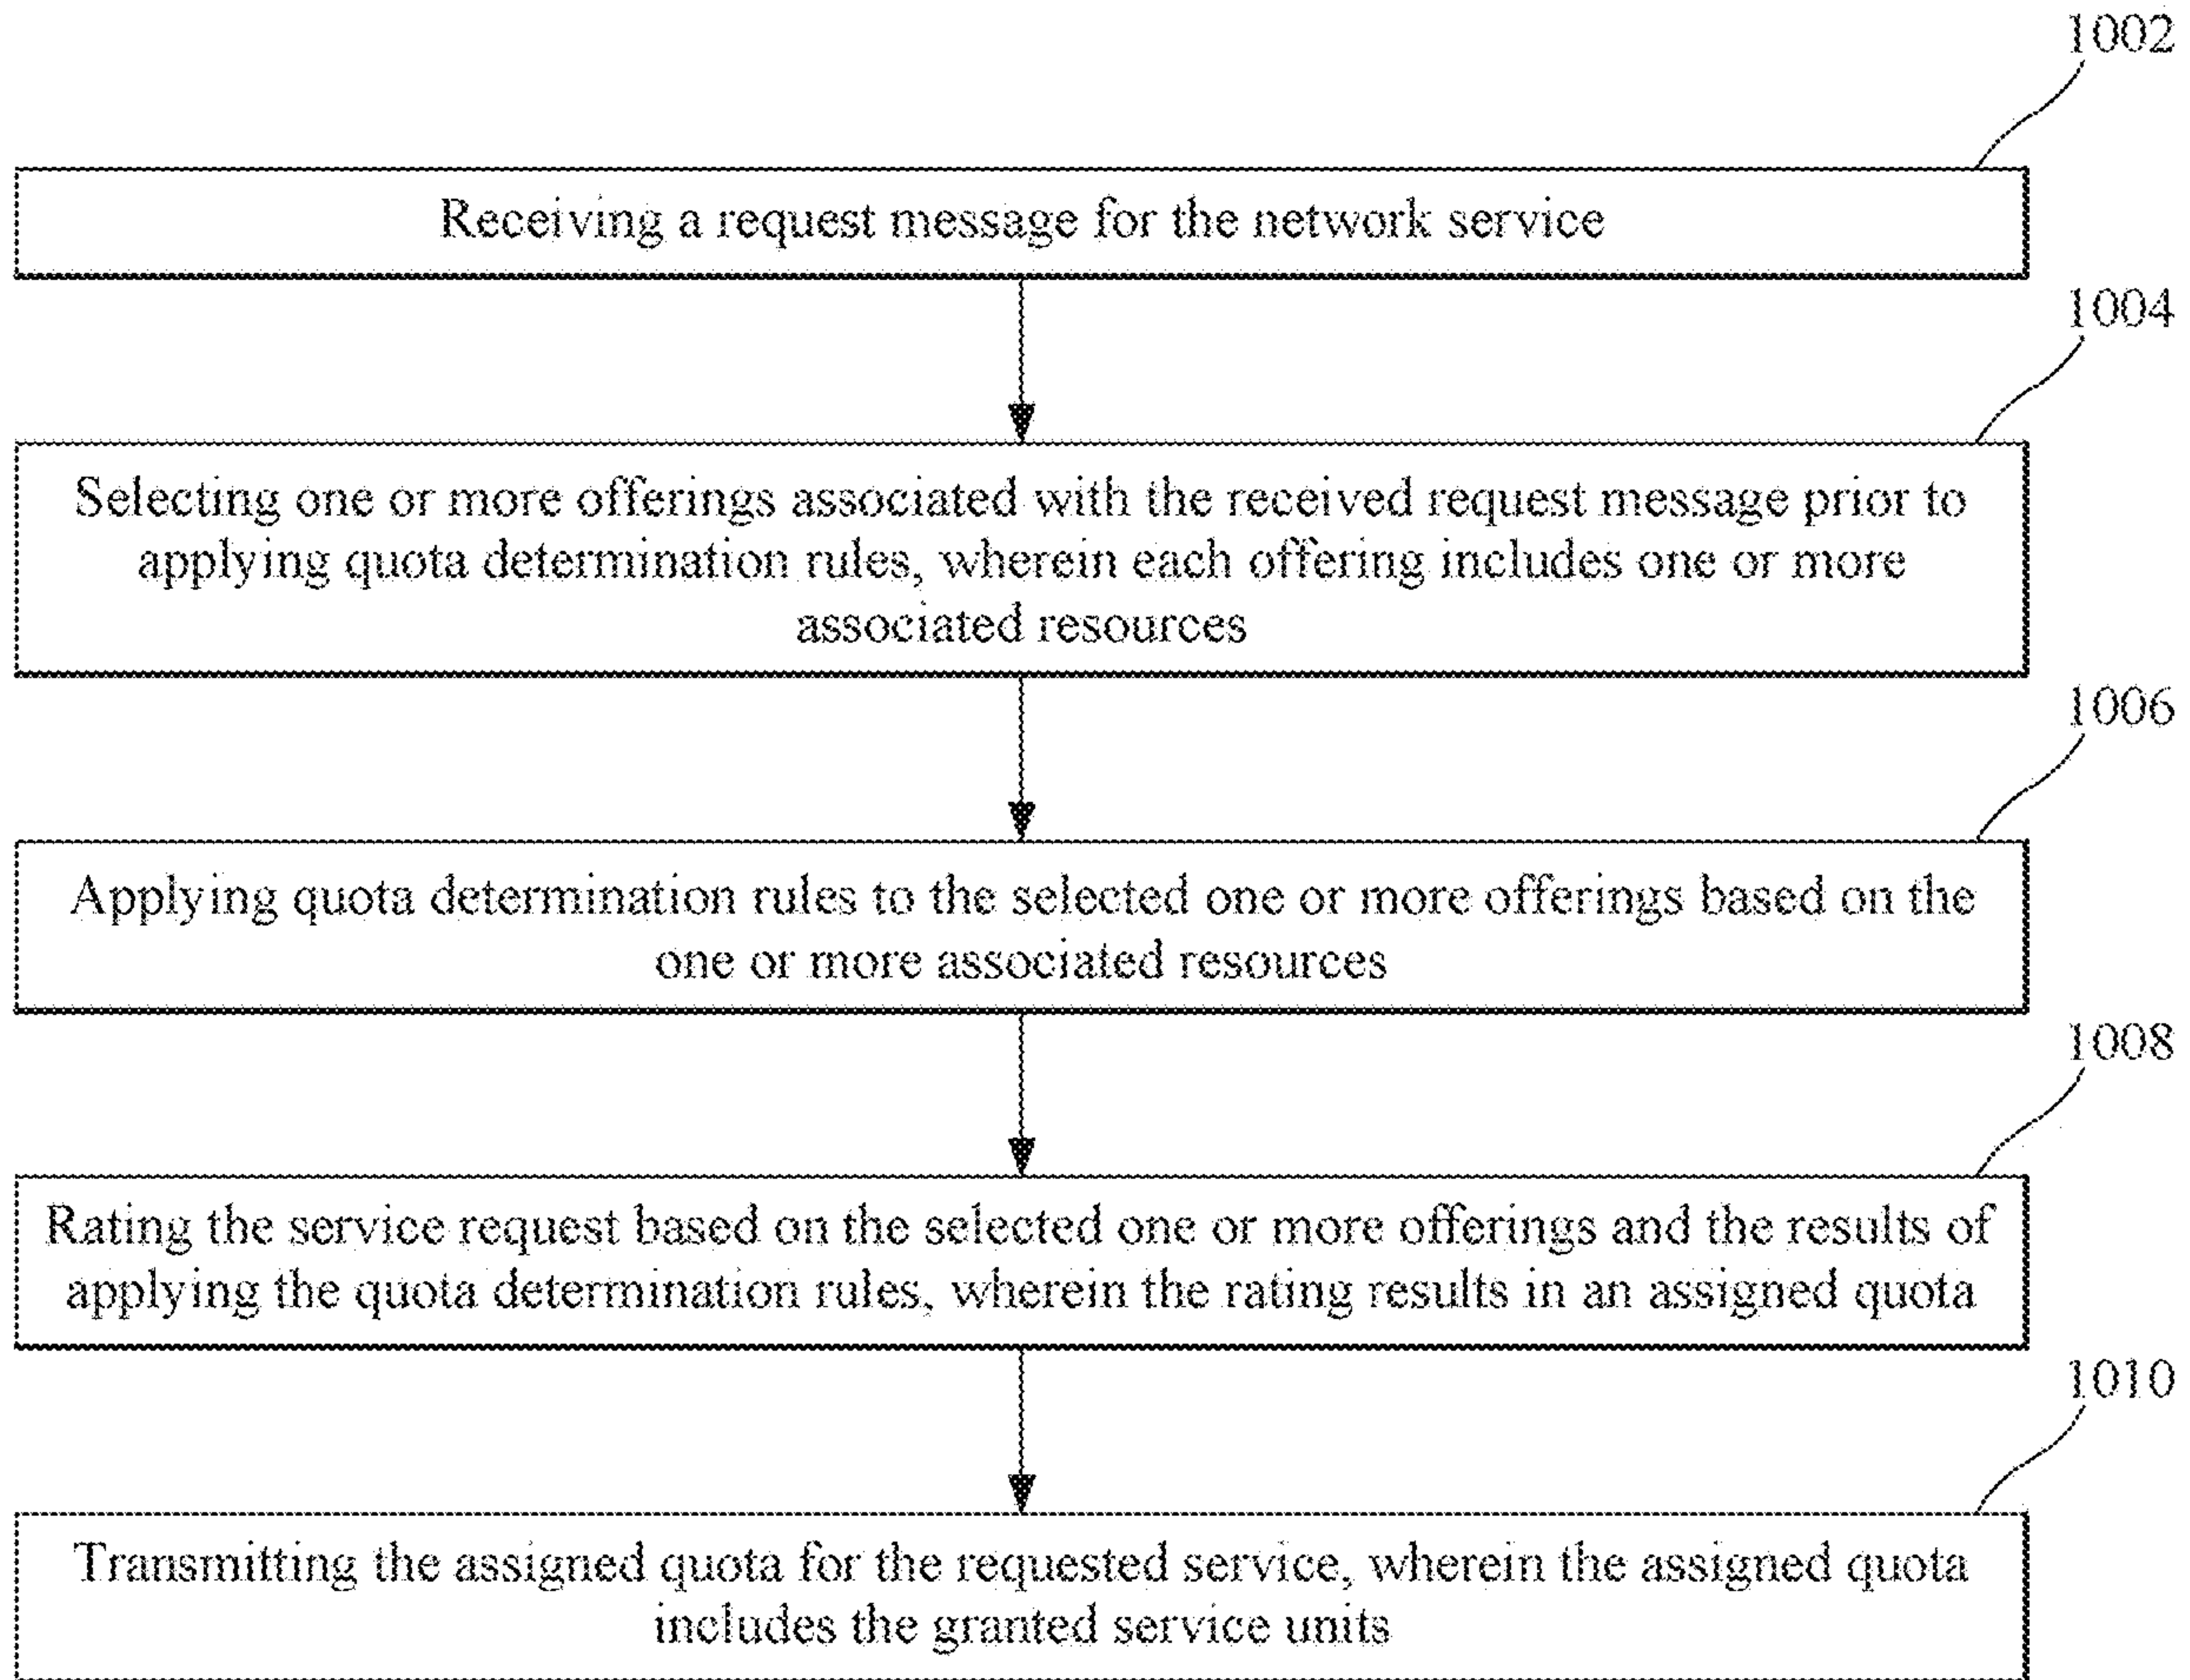 1002
Receiving a request message for the network service
1004
Selecting one or more offerings associated with the received request message prior to
applying quota determination rules, wherein each offering includes one or more
associated resources
1006
Applying quota determination rules to the selected one or more offerings based on the
one or more associated resources
1008
Rating the service request based on the selected one or more offerings and the results of
applying the quota determination rules, wherein the rating results in an assigned quota
1010
Transmitting the assigned quota for the requested service, wherein the assigned quota
includes the granted service units